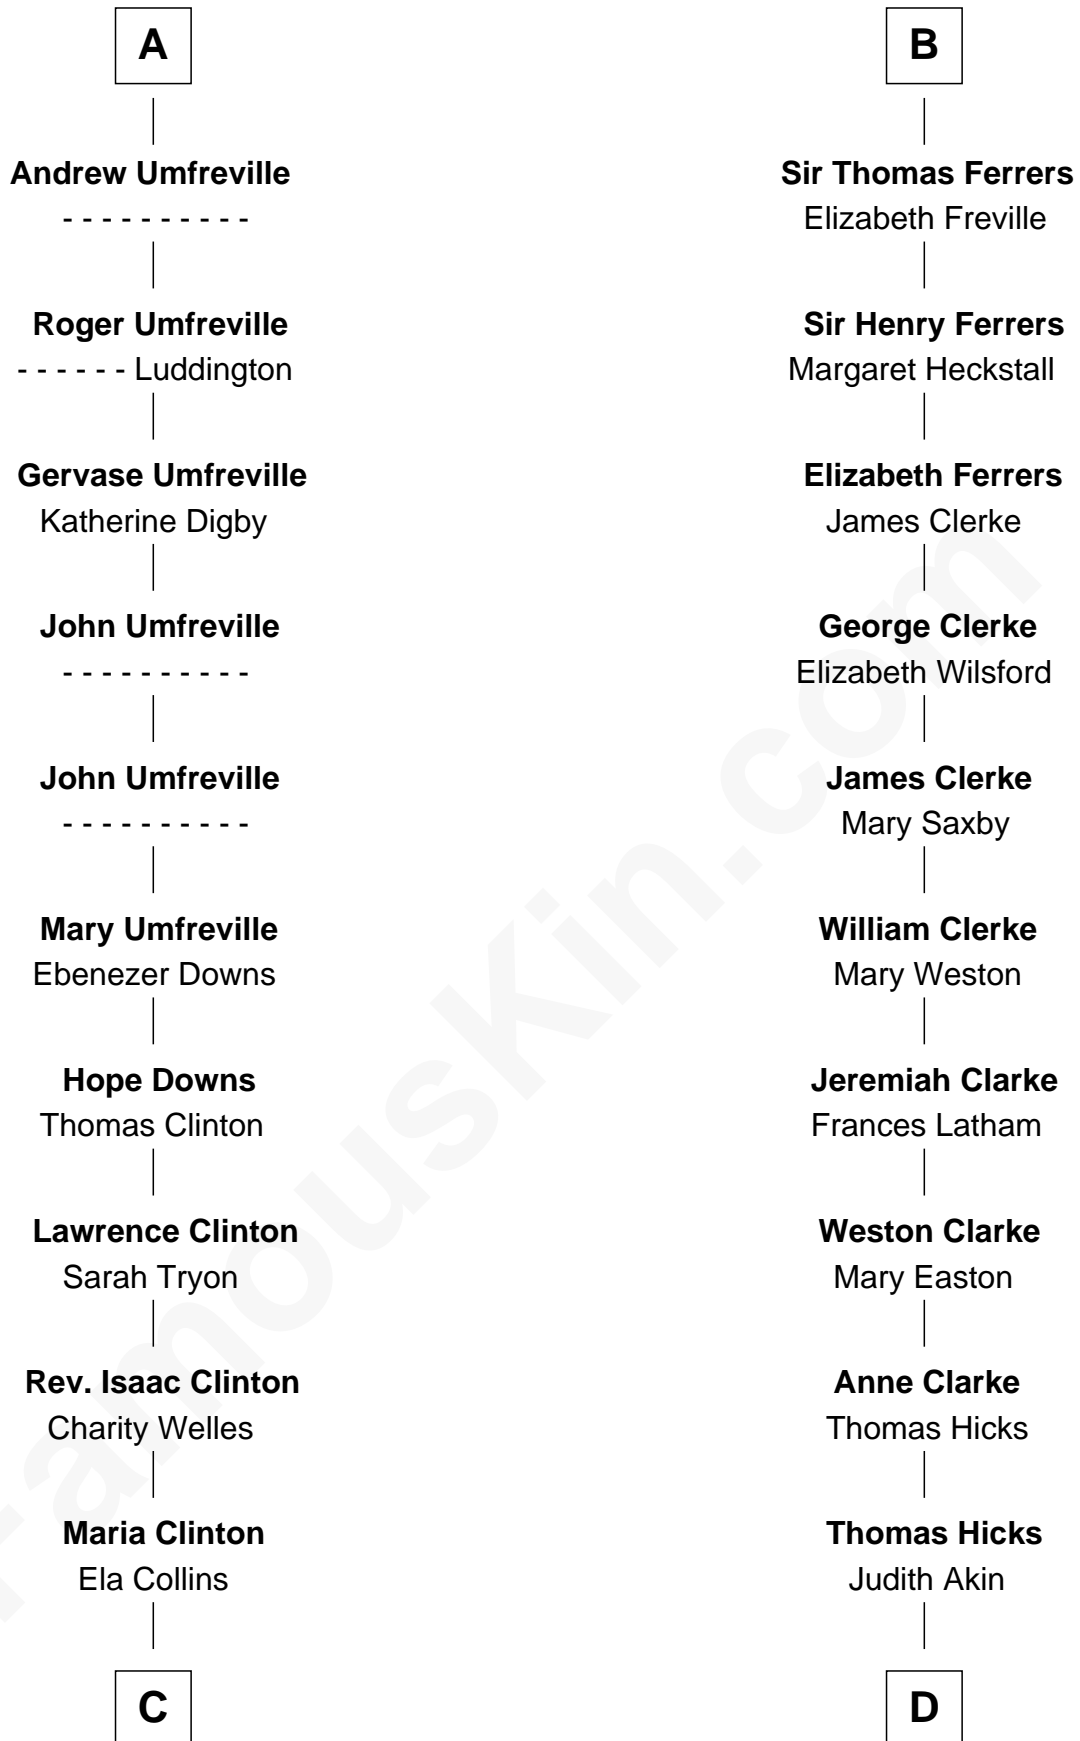 A
Andrew Umfreville
- - - - - - - - - -
Roger Umfreville
- - - - - - Luddington
Gervase Umfreville
Katherine Digby
John Umfreville
- - - - - - - - - -
John Umfreville
- - - - - - - - - -
Mary Umfreville
Ebenezer Downs
Hope Downs
Thomas Clinton
Lawrence Clinton
Sarah Tryon
Rev. Isaac Clinton
Charity Welles
Maria Clinton
Ela Collins
C
B
Sir Thomas Ferrers
Elizabeth Freville
Sir Henry Ferrers
Margaret Heckstall
Elizabeth Ferrers
James Clerke
George Clerke
Elizabeth Wilsford
James Clerke
Mary Saxby
William Clerke
Mary Weston
Jeremiah Clarke
Frances Latham
Weston Clarke
Mary Easton
Anne Clarke
Thomas Hicks
Thomas Hicks
Judith Akin
D
FamousKin.com